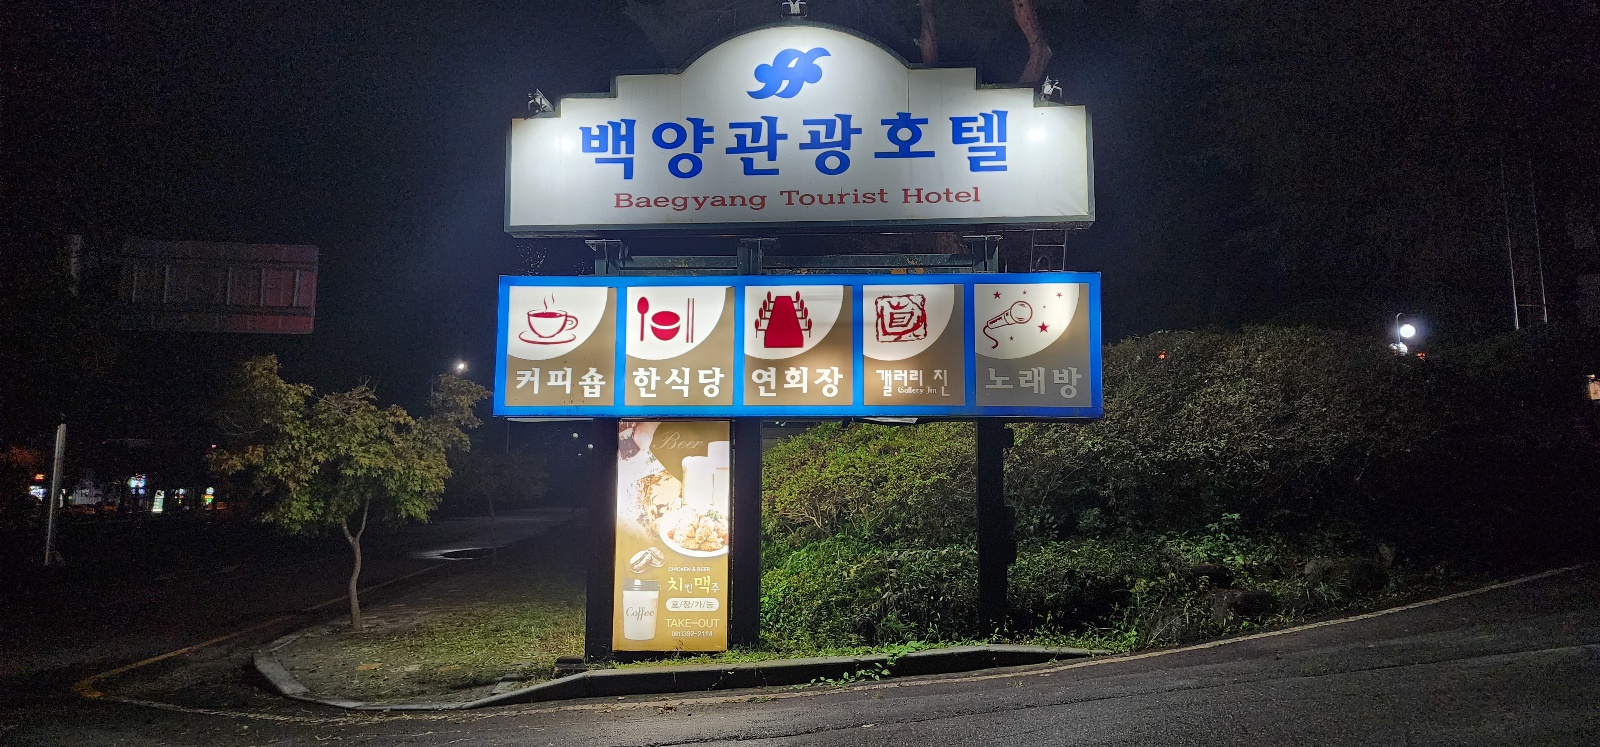 백양관광호텔
Baegyang Tourist Hotel
커피숍
한식당
연회장
갤러리 진
Gallery Jin
노래방
Beer
CHICKEN & BEER
치킨맥주
포/장/가/능
Coffee
TAKE-OUT